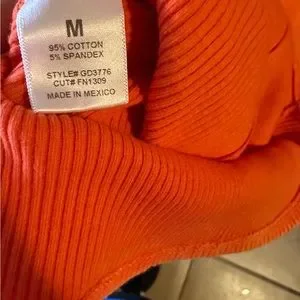 M
95% COTTON
5% SPANDEX
STYLE# GD3776
CUT# FN1309
MADE IN MEXICO